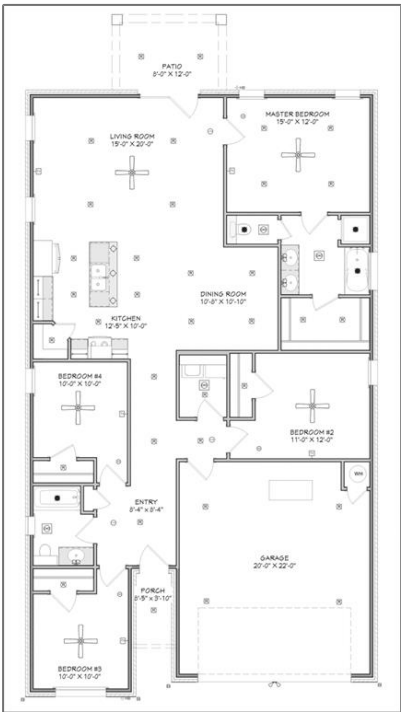 PATIO
8'-0" X 12'-0"
MASTER BEDROOM
15'-0" X 12'-0"
LIVING ROOM
15'-0" X 20'-0"
DINING ROOM
10'-6" X 10'-10"
KITCHEN
12'-5" X 10'-0"
BEDROOM #4
10'-0" X 10'-0"
BEDROOM #2
11'-0" X 12'-0"
WH
ENTRY
8'-4" x 8'-4"
GARAGE
20'-0" X 22'-0"
PORCH
8'-5" x 3'-10"
BEDROOM #3
10'-0" X 10'-0"